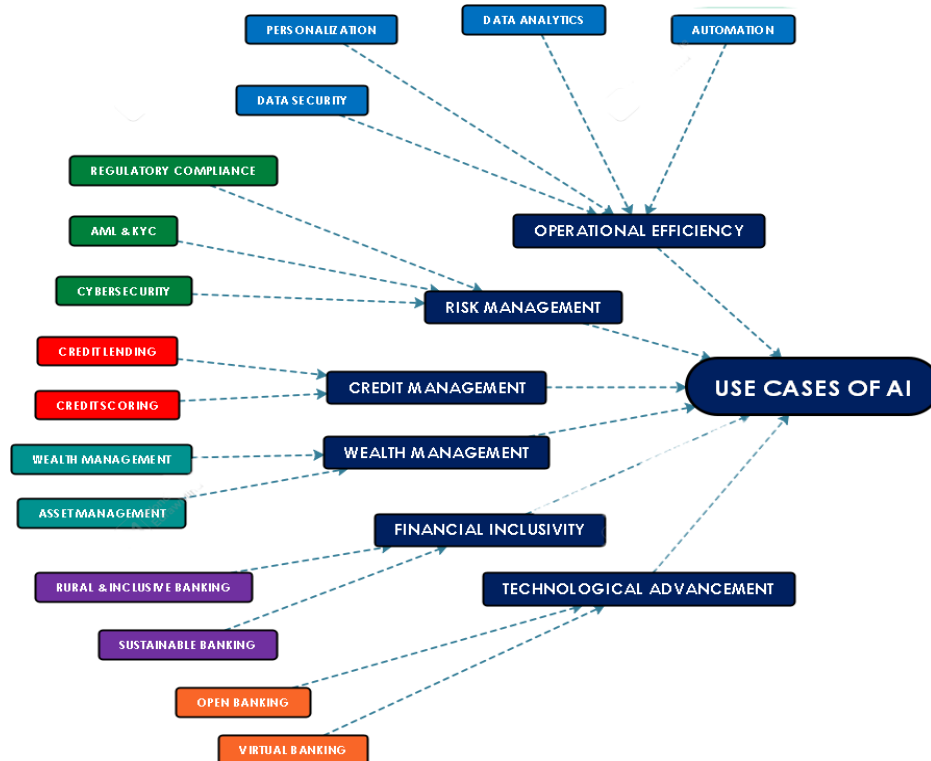 PERSONALIZATION
DATA ANALYTICS
AUTOMATION
DATA SECURITY
REGULATORY COMPLIANCE
AML & KYC
OPERATIONAL EFFICIENCY
CYBERSECURITY
RISK MANAGEMENT
CREDIT LENDING
CREDIT MANAGEMENT
USE CASES OF AI
CREDIT SCORING
WEALTH MANAGEMENT
WEALTH MANAGEMENT
ASSET MANAGEMENT
FINANCIAL INCLUSIVITY
RURAL & INCLUSIVE BANKING
TECHNOLOGICAL ADVANCEMENT
SUSTAINABLE BANKING
OPEN BANKING
VIRTUAL BANKING